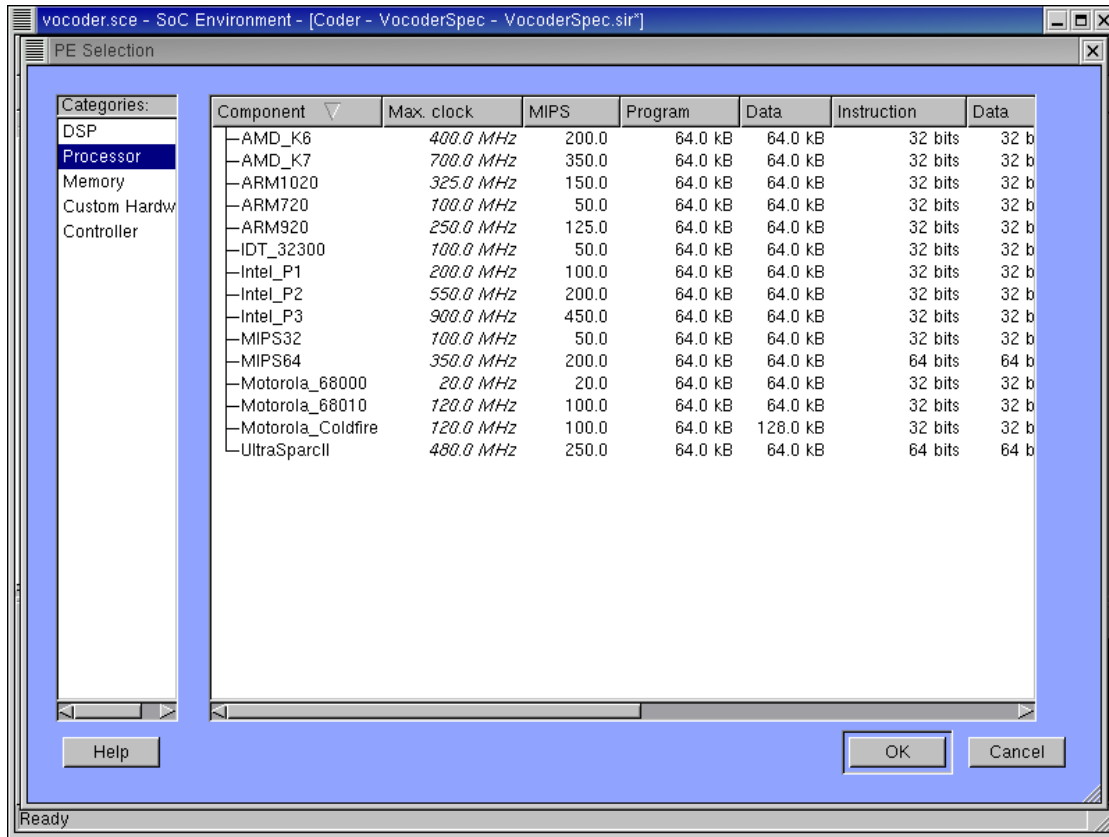 vocoder.sce - SoC Environment - [Coder - VocoderSpec - VocoderSpec.sir*]
PE Selection
Categories:
DSP
Processor
Memory
Custom Hardw
Controller
Component Max. clock MIPS Program Data Instruction Data
AMD_K6 400.0 MHz 200.0 64.0 kB 64.0 kB 32 bits 32 b
AMD_K7 700.0 MHz 350.0 64.0 kB 64.0 kB 32 bits 32 b
ARM1020 325.0 MHz 150.0 64.0 kB 64.0 kB 32 bits 32 b
ARM720 100.0 MHz 50.0 64.0 kB 64.0 kB 32 bits 32 b
ARM920 250.0 MHz 125.0 64.0 kB 64.0 kB 32 bits 32 b
IDT_32300 100.0 MHz 50.0 64.0 kB 64.0 kB 32 bits 32 b
Intel_P1 200.0 MHz 100.0 64.0 kB 64.0 kB 32 bits 32 b
Intel_P2 550.0 MHz 200.0 64.0 kB 64.0 kB 32 bits 32 b
Intel_P3 900.0 MHz 450.0 64.0 kB 64.0 kB 32 bits 32 b
MIPS32 100.0 MHz 50.0 64.0 kB 64.0 kB 32 bits 32 b
MIPS64 350.0 MHz 200.0 64.0 kB 64.0 kB 64 bits 64 b
Motorola_68000 20.0 MHz 20.0 64.0 kB 64.0 kB 32 bits 32 b
Motorola_68010 120.0 MHz 100.0 64.0 kB 64.0 kB 32 bits 32 b
Motorola_Coldfire 120.0 MHz 100.0 64.0 kB 128.0 kB 32 bits 32 b
UltraSparcII 480.0 MHz 250.0 64.0 kB 64.0 kB 64 bits 64 b
Help OK Cancel
Ready